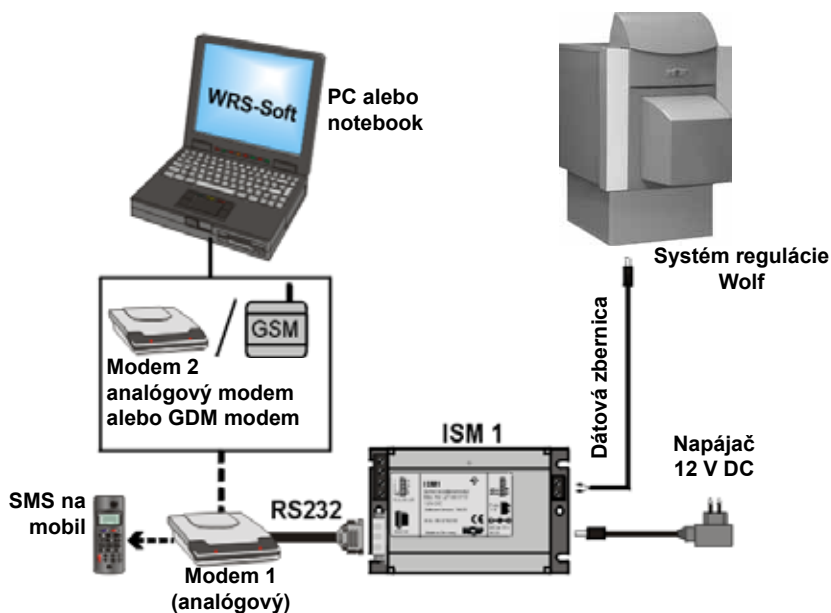 WRS-Soft
PC alebo
notebook
Systém regulácie
Wolf
GSM
Modem 2
analógový modem
alebo GDM modem
Dátová zbernica
ISM 1
Napájač
12 V DC
SMS na
mobil
RS232
ISM1
Modem 1
(analógový)